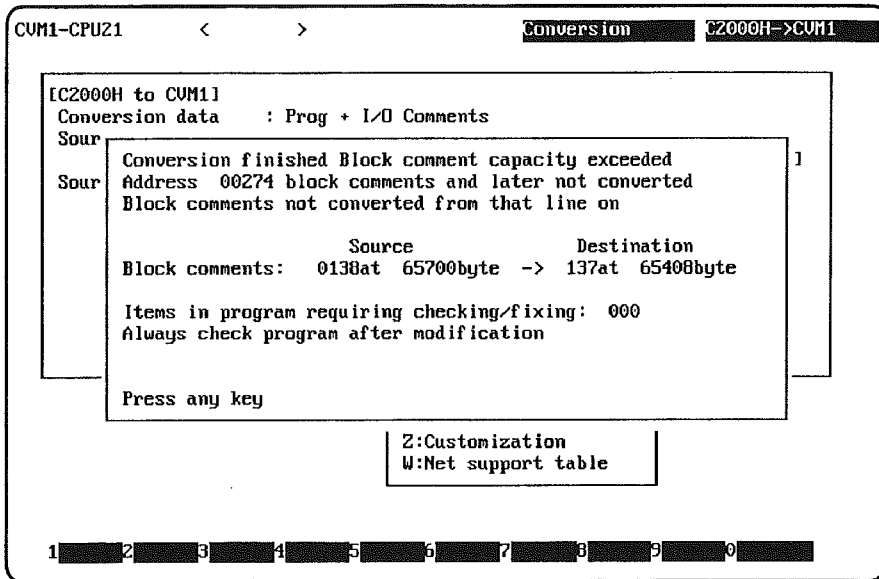 CVM1-CPU21 < > Conversion C2000H->CVM1
[C2000H to CVM1]
Conversion data : Prog + I/O Comments
Sour
]
Sour
Conversion finished Block comment capacity exceeded
Address 00274 block comments and later not converted
Block comments not converted from that line on
Source Destination
Block comments: 0138at 65700byte -> 137at 65408byte
Items in program requiring checking/fixing: 000
Always check program after modification
Press any key
Z:Customization
W:Net support table
1 2 3 4 5 6 7 8 9 0